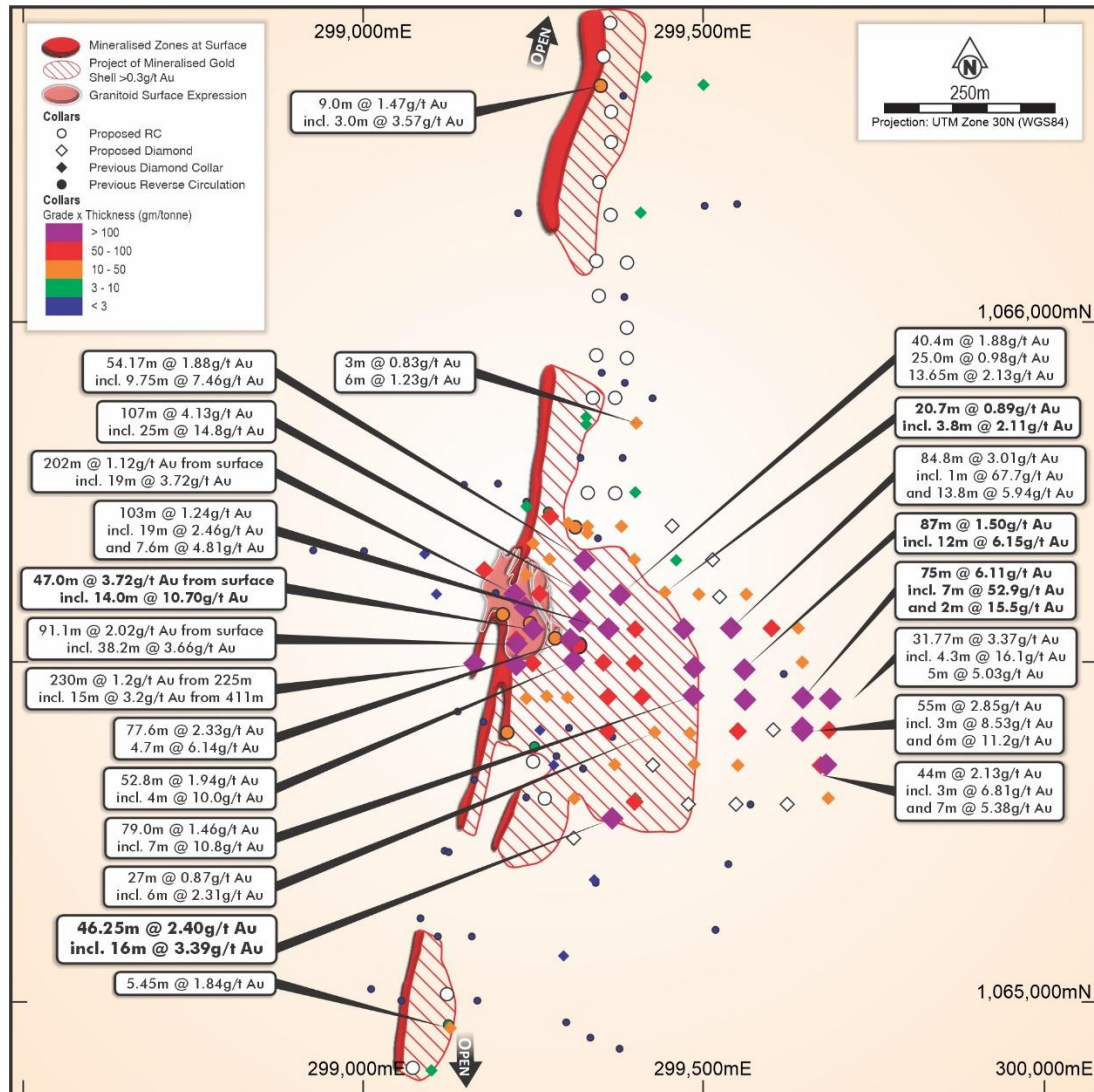 299,000mE
299,500mE
OPEN
Mineralised Zones at Surface
Project of Mineralised Gold
Shell >0.3g/t Au
Granitoid Surface Expression
Collars
Proposed RC
Proposed Diamond
Previous Diamond Collar
Previous Reverse Circulation
Collars
Grade x Thickness (gm/tonne)
> 100
50 - 100
10 - 50
3 - 10
< 3
9.0m @ 1.47g/t Au
incl. 3.0m @ 3.57g/t Au
N
250m
Projection: UTM Zone 30N (WGS84)
1,066,000mN
54.17m @ 1.88g/t Au
incl. 9.75m @ 7.46g/t Au
107m @ 4.13g/t Au
incl. 25m @ 14.8g/t Au
202m @ 1.12g/t Au from surface
incl. 19m @ 3.72g/t Au
103m @ 1.24g/t Au
incl. 19m @ 2.46g/t Au
and 7.6m @ 4.81g/t Au
47.0m @ 3.72g/t Au from surface
incl. 14.0m @ 10.70g/t Au
91.1m @ 2.02g/t Au from surface
incl. 38.2m @ 3.66g/t Au
230m @ 1.2g/t Au from 225m
incl. 15m @ 3.2g/t Au from 411m
77.6m @ 2.33g/t Au
4.7m @ 6.14g/t Au
52.8m @ 1.94g/t Au
incl. 4m @ 10.0g/t Au
79.0m @ 1.46g/t Au
incl. 7m @ 10.8g/t Au
27m @ 0.87g/t Au
incl. 6m @ 2.31g/t Au
46.25m @ 2.40g/t Au
incl. 16m @ 3.39g/t Au
5.45m @ 1.84g/t Au
3m @ 0.83g/t Au
6m @ 1.23g/t Au
40.4m @ 1.88g/t Au
25.0m @ 0.98g/t Au
13.65m @ 2.13g/t Au
20.7m @ 0.89g/t Au
incl. 3.8m @ 2.11g/t Au
84.8m @ 3.01g/t Au
incl. 1m @ 67.7g/t Au
and 13.8m @ 5.94g/t Au
87m @ 1.50g/t Au
incl. 12m @ 6.15g/t Au
75m @ 6.11g/t Au
incl. 7m @ 52.9g/t Au
and 2m @ 15.5g/t Au
31.77m @ 3.37g/t Au
incl. 4.3m @ 16.1g/t Au
5m @ 5.03g/t Au
55m @ 2.85g/t Au
incl. 3m @ 8.53g/t Au
and 6m @ 11.2g/t Au
44m @ 2.13g/t Au
incl. 3m @ 6.81g/t Au
and 7m @ 5.38g/t Au
1,065,000mN
OPEN
299,000mE
299,500mE
300,000mE